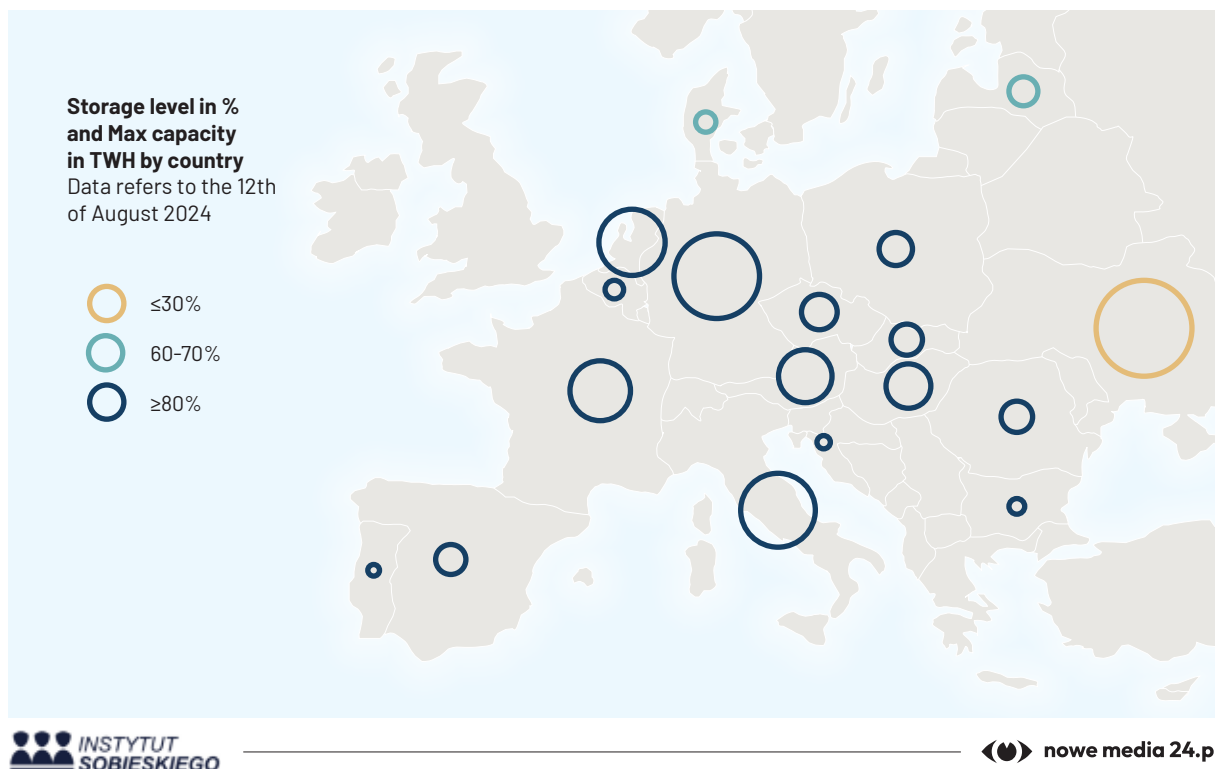 Storage level in %
and Max capacity
in TWH by country
Data refers to the 12th
of August 2024
≤30%
60-70%
≥80%
INSTYTUT
SOBIESKIEGO
nowe media 24.p